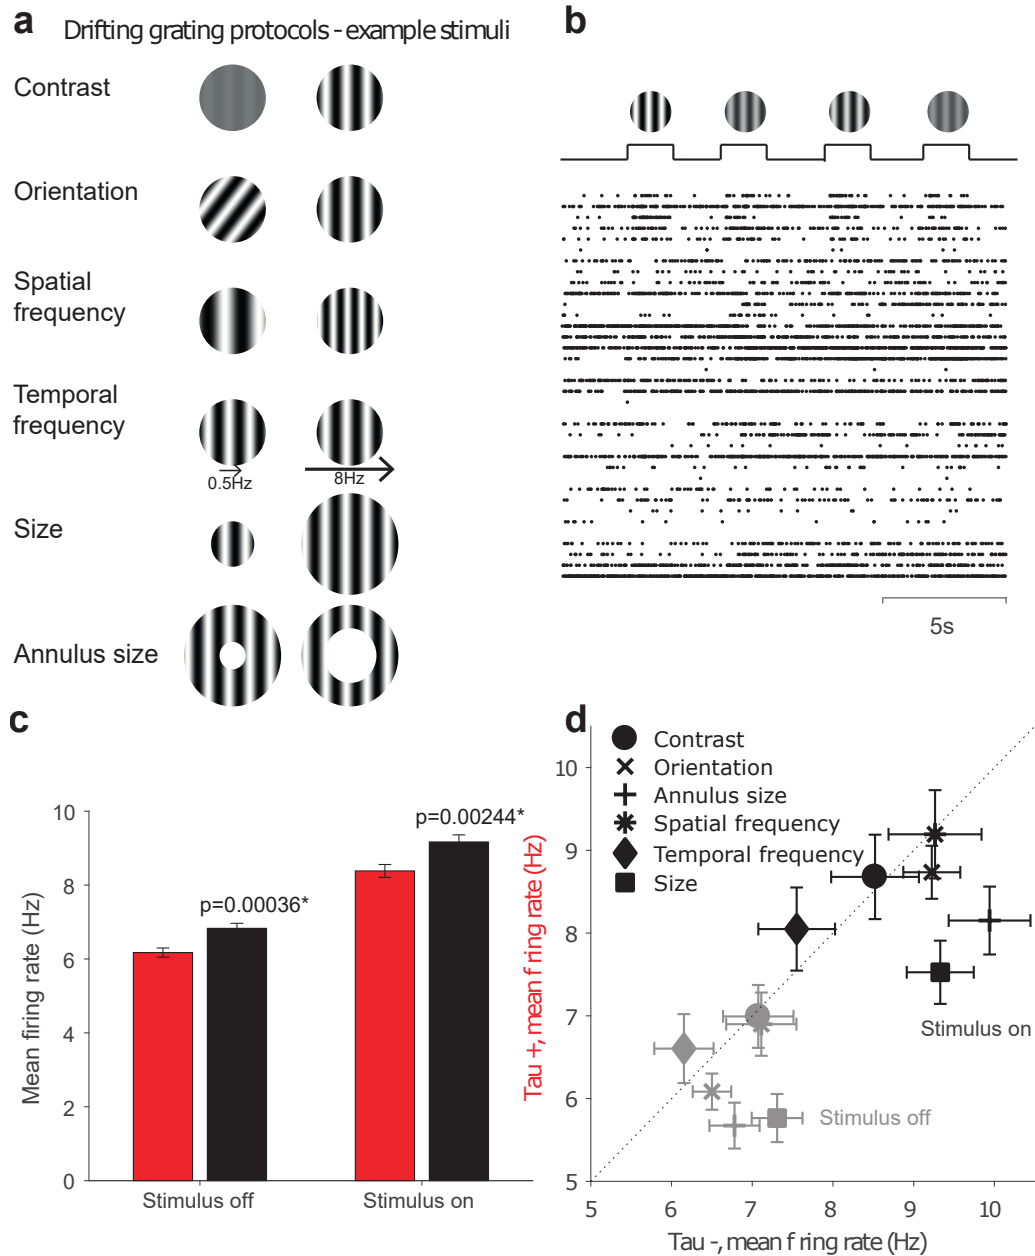 a Drifting grating protocols - example stimuli
Contrast
Orientation
Spatial
frequency
Temporal
frequency
0.5Hz
8Hz
Size
Annulus size
b
5s
c
Mean firing rate (Hz)
10
8
6
4
2
0
p=0.00036*
p=0.00244*
Stimulus off
Stimulus on
d
Contrast
Orientation
Annulus size
Spatial frequency
Temporal frequency
Size
Tau +, mean f ring rate (Hz)
10
9
8
7
6
5
Stimulus on
Stimulus off
5 6 7 8 9 10
Tau -, mean f ring rate (Hz)